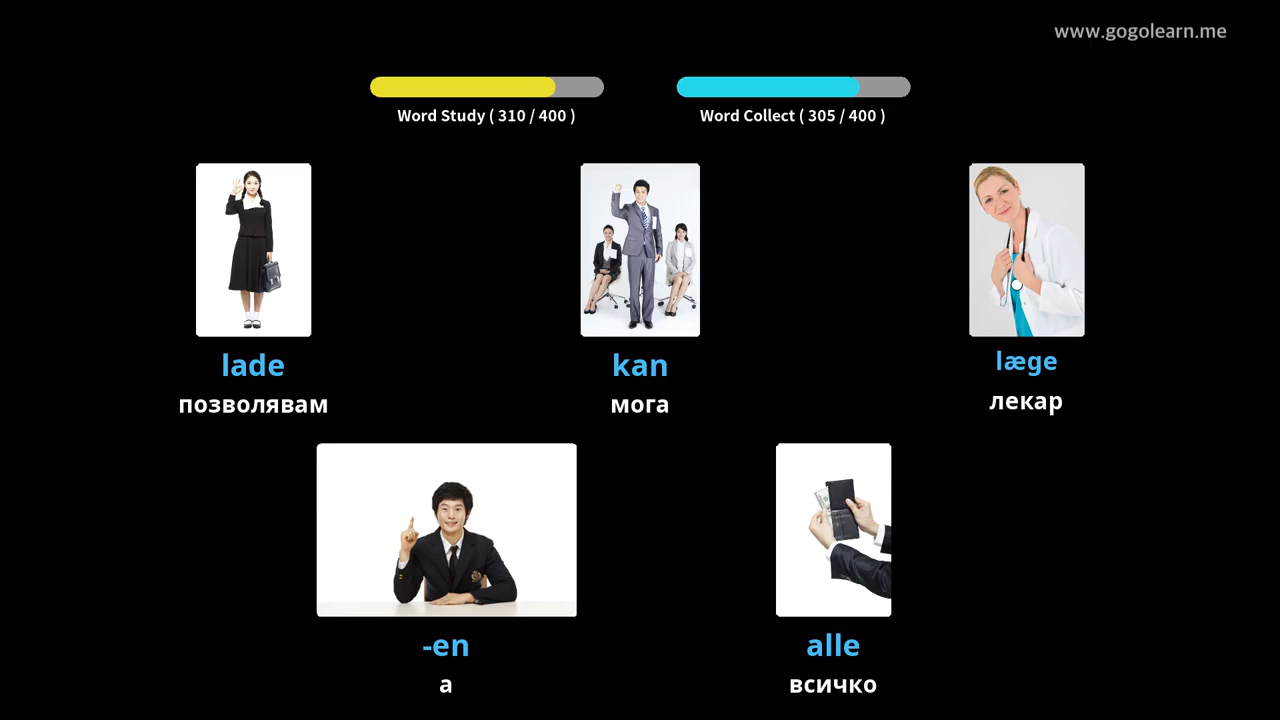 www.gogolearn.me
Word Study ( 310 / 400 )
Word Collect ( 305 / 400 )
lade
позволявам
kan
мога
læge
лекар
-en
а
alle
всичко